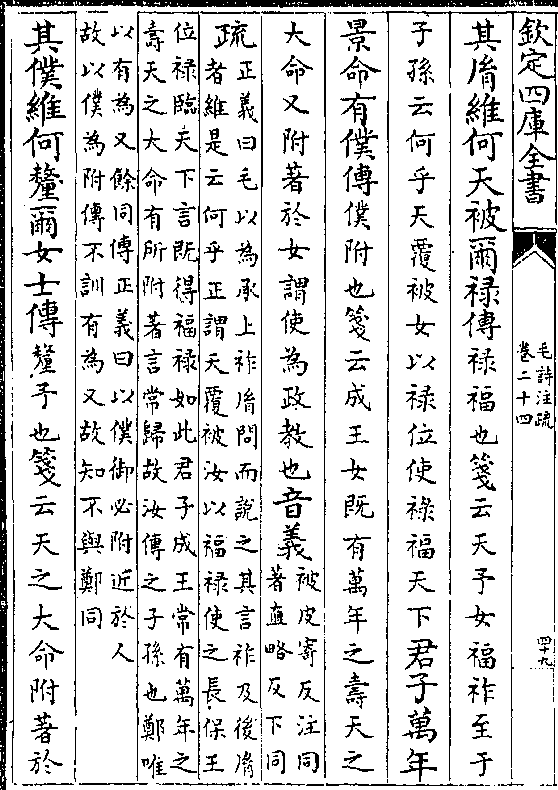 欽定四庫全書
毛詩注疏
卷二十四
四十九
其胤維何天被爾禄傳禄福也箋云天予女福祚至于
子孫云何乎天覆被女以禄位使禄福天下君子萬年
景命有僕傳僕附也箋云成王女既有萬年之壽天之
大命又附著於女謂使為政教也音義
被皮寄反注同
著直略反下同
疏
正義曰毛以為承上祚胤問而說之其言祚及後胤
者維是云何乎正謂天覆被汝以福禄使之長保王
位禄臨天下言既得福禄如此君子成王常有萬年之
壽天之大命有所附著言常歸故汝傳之子孫也鄭唯
以有為又餘同傳正義曰以僕御必附近於人
故以僕為附傳不訓有為又故知不與鄭同
其僕維何釐爾女士傳釐予也箋云天之大命附著於